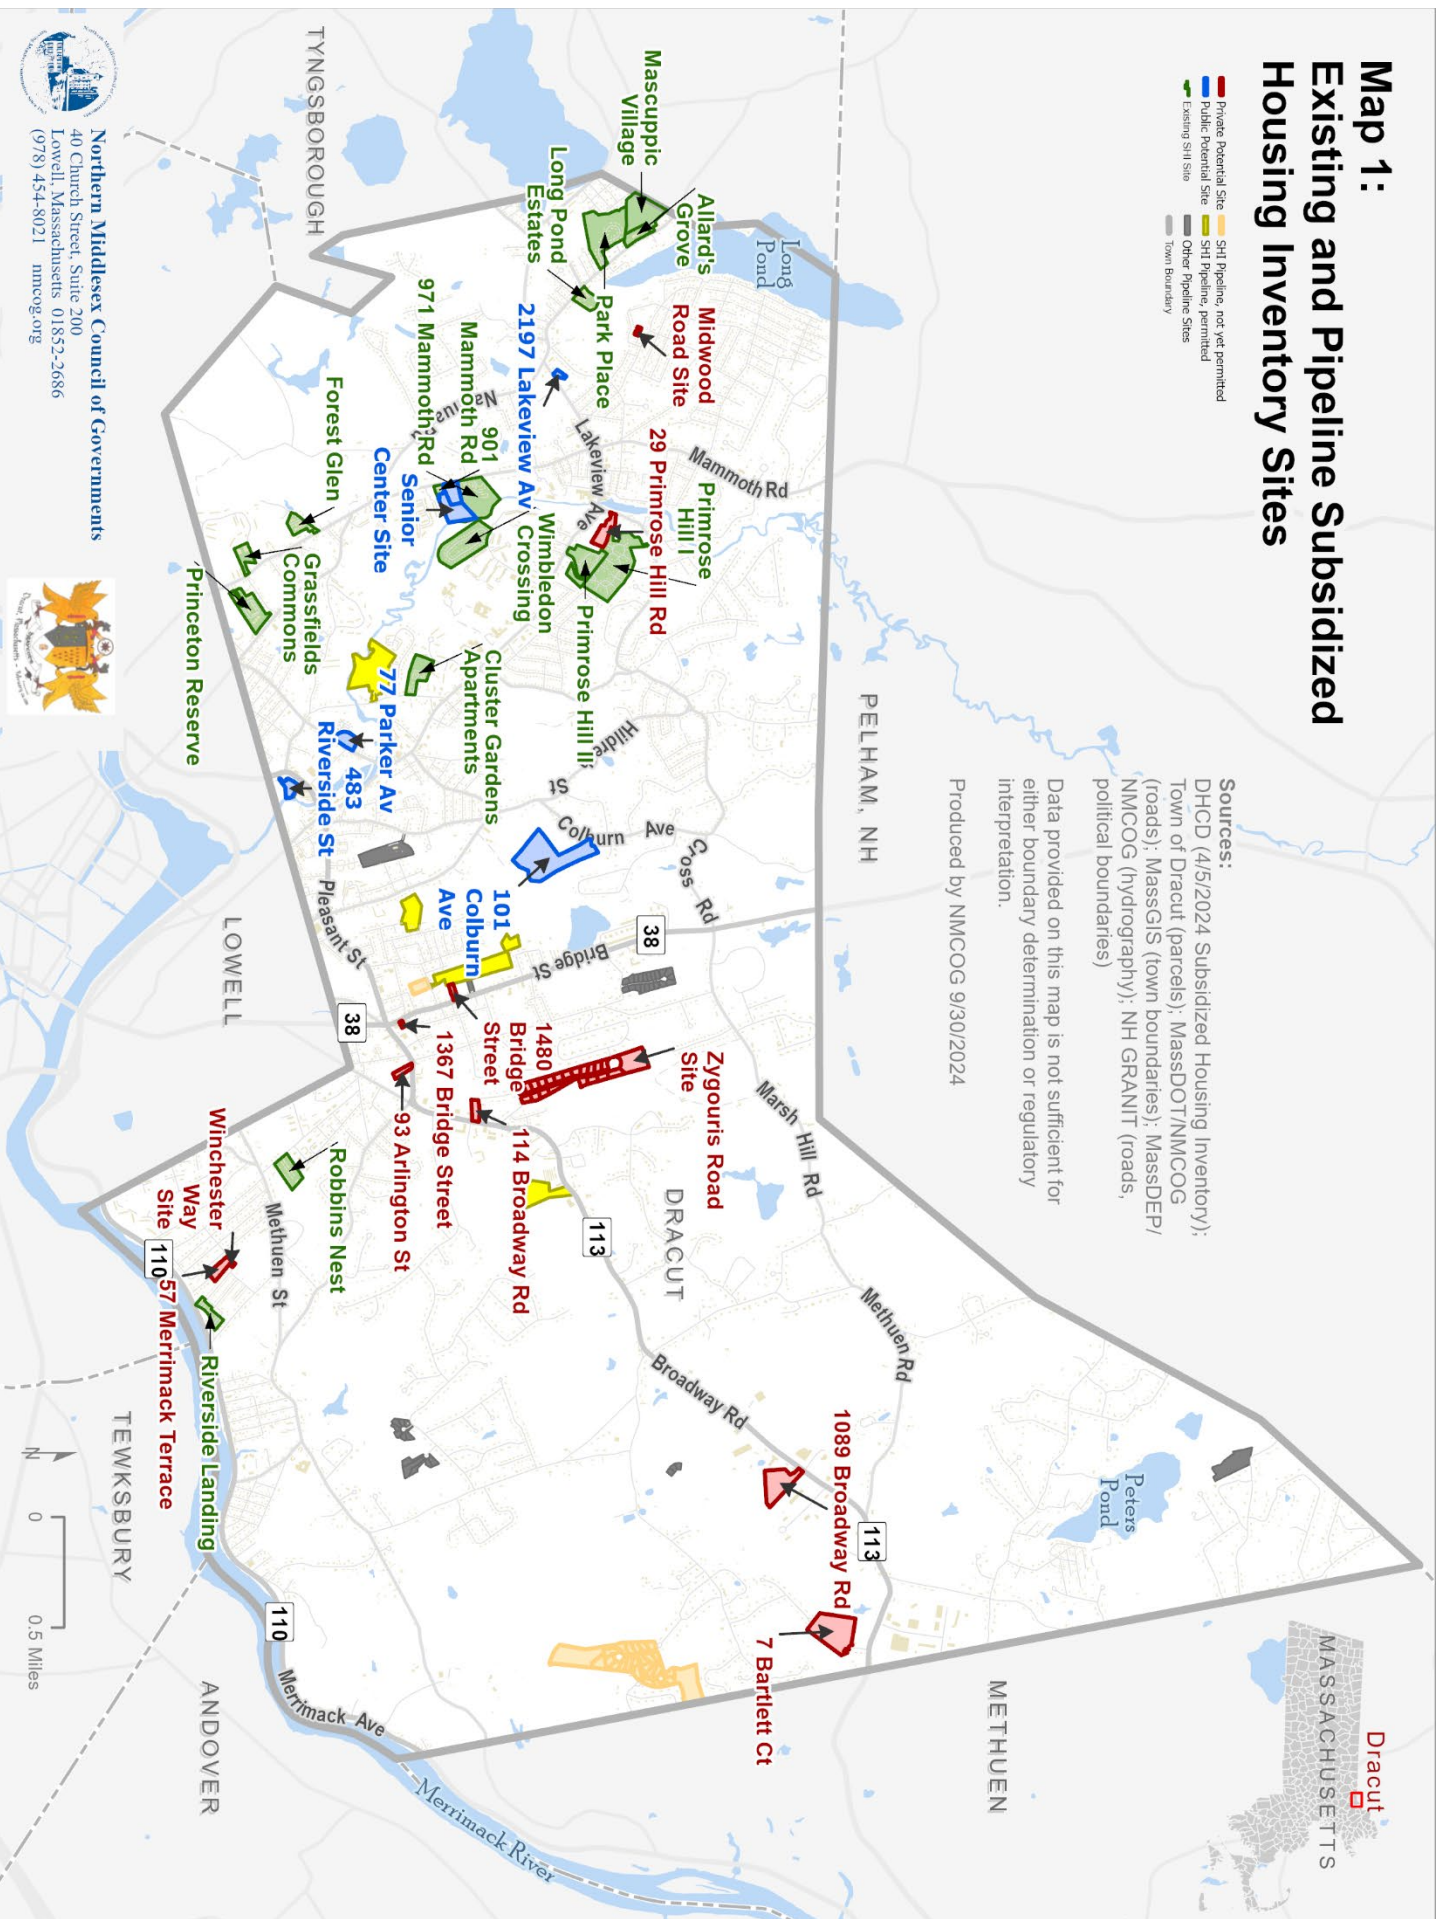 Map 1:
Existing and Pipeline Subsidized
Housing Inventory Sites
Private Potential Site
Public Potential Site
Existing SHI Site
SHI Pipeline, not yet permitted
SHI Pipeline, permitted
Other Pipeline Sites
Town Boundary
Sources:
DHCD (4/5/2024 Subsidized Housing Inventory);
Town of Dracut (parcels); MassDOT/NMCOG
(roads); MassGIS (town boundaries); MassDEP/
NMCOG (hydrography); NH GRANIT (roads,
political boundaries)
Data provided on this map is not sufficient for
either boundary determination or regulatory
interpretation.
Produced by NMCOG 9/30/2024
Dracut
MASSACHUSETTS
PELHAM, NH
METHUEN
Peters
Pond
Long
Pond
Mascuppic
Village
Allard's
Grove
Long Pond
Estates
Park Place
Midwood
Road Site
29 Primrose Hill Rd
Mammoth Rd
Primrose
Hill I
Primrose Hill II
Lakeview Ave
2197 Lakeview Av
901
Mammoth Rd
971 Mammoth Rd
Senior
Center Site
Wimbledon
Crossing
Forest Glen
Grassfields
Commons
Princeton Reserve
Cluster Gardens
Apartments
77 Parker Av
483
Riverside St
St
Colburn Ave
Cross Rd
101
Colburn
Ave
38
Bridge St
Pleasant St
38
Zygouris Road
Site
1480
Bridge
Street
1367 Bridge Street
93 Arlington St
114 Broadway Rd
Marsh Hill Rd
DRACUT
113
Methuen Rd
Broadway Rd
1089 Broadway Rd
113
7 Bartlett Ct
Robbins Nest
Methuen St
Winchester
Way
Site
110
57 Merrimack Terrace
Riverside Landing
110
Merrimack Ave
Merrimack River
TYNGSBOROUGH
LOWELL
TEWKSBURY
ANDOVER
N
0
0.5 Miles
Northern Middlesex Council of Governments
40 Church Street, Suite 200
Lowell, Massachusetts 01852-2686
(978) 454-8021 nmcog.org